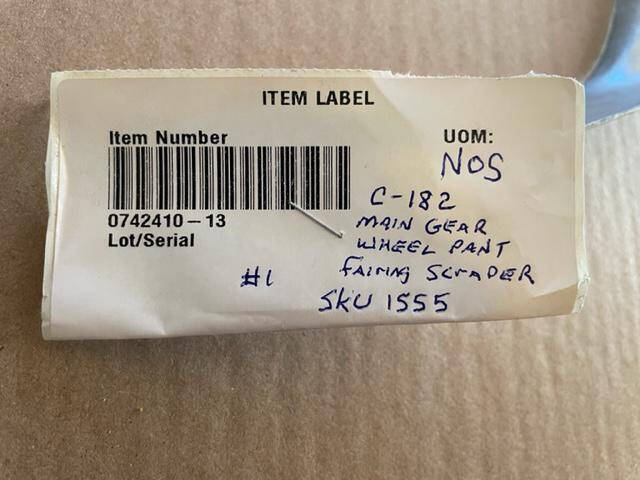 ITEM LABEL
Item Number
UOM:
NOS
0742410-13
Lot/Serial
C-182
MAIN GEAR
WHEEL PANT
FAIRING SCRADER
#1
SKU 1555